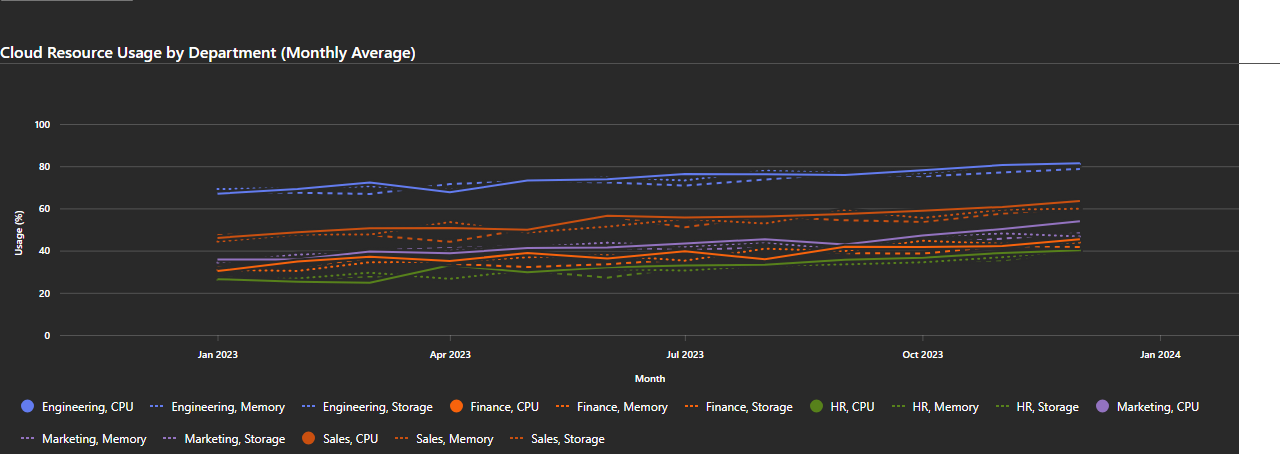 Cloud Resource Usage by Department (Monthly Average)
100
80
60
40
20
0
Usage (%)
Jan 2023 Apr 2023 Jul 2023 Oct 2023 Jan 2024
Month
Engineering, CPU Engineering, Memory Engineering, Storage Finance, CPU Finance, Memory Finance, Storage HR, CPU HR, Memory HR, Storage Marketing, CPU
Marketing, Memory Marketing, Storage Sales, CPU Sales, Memory Sales, Storage